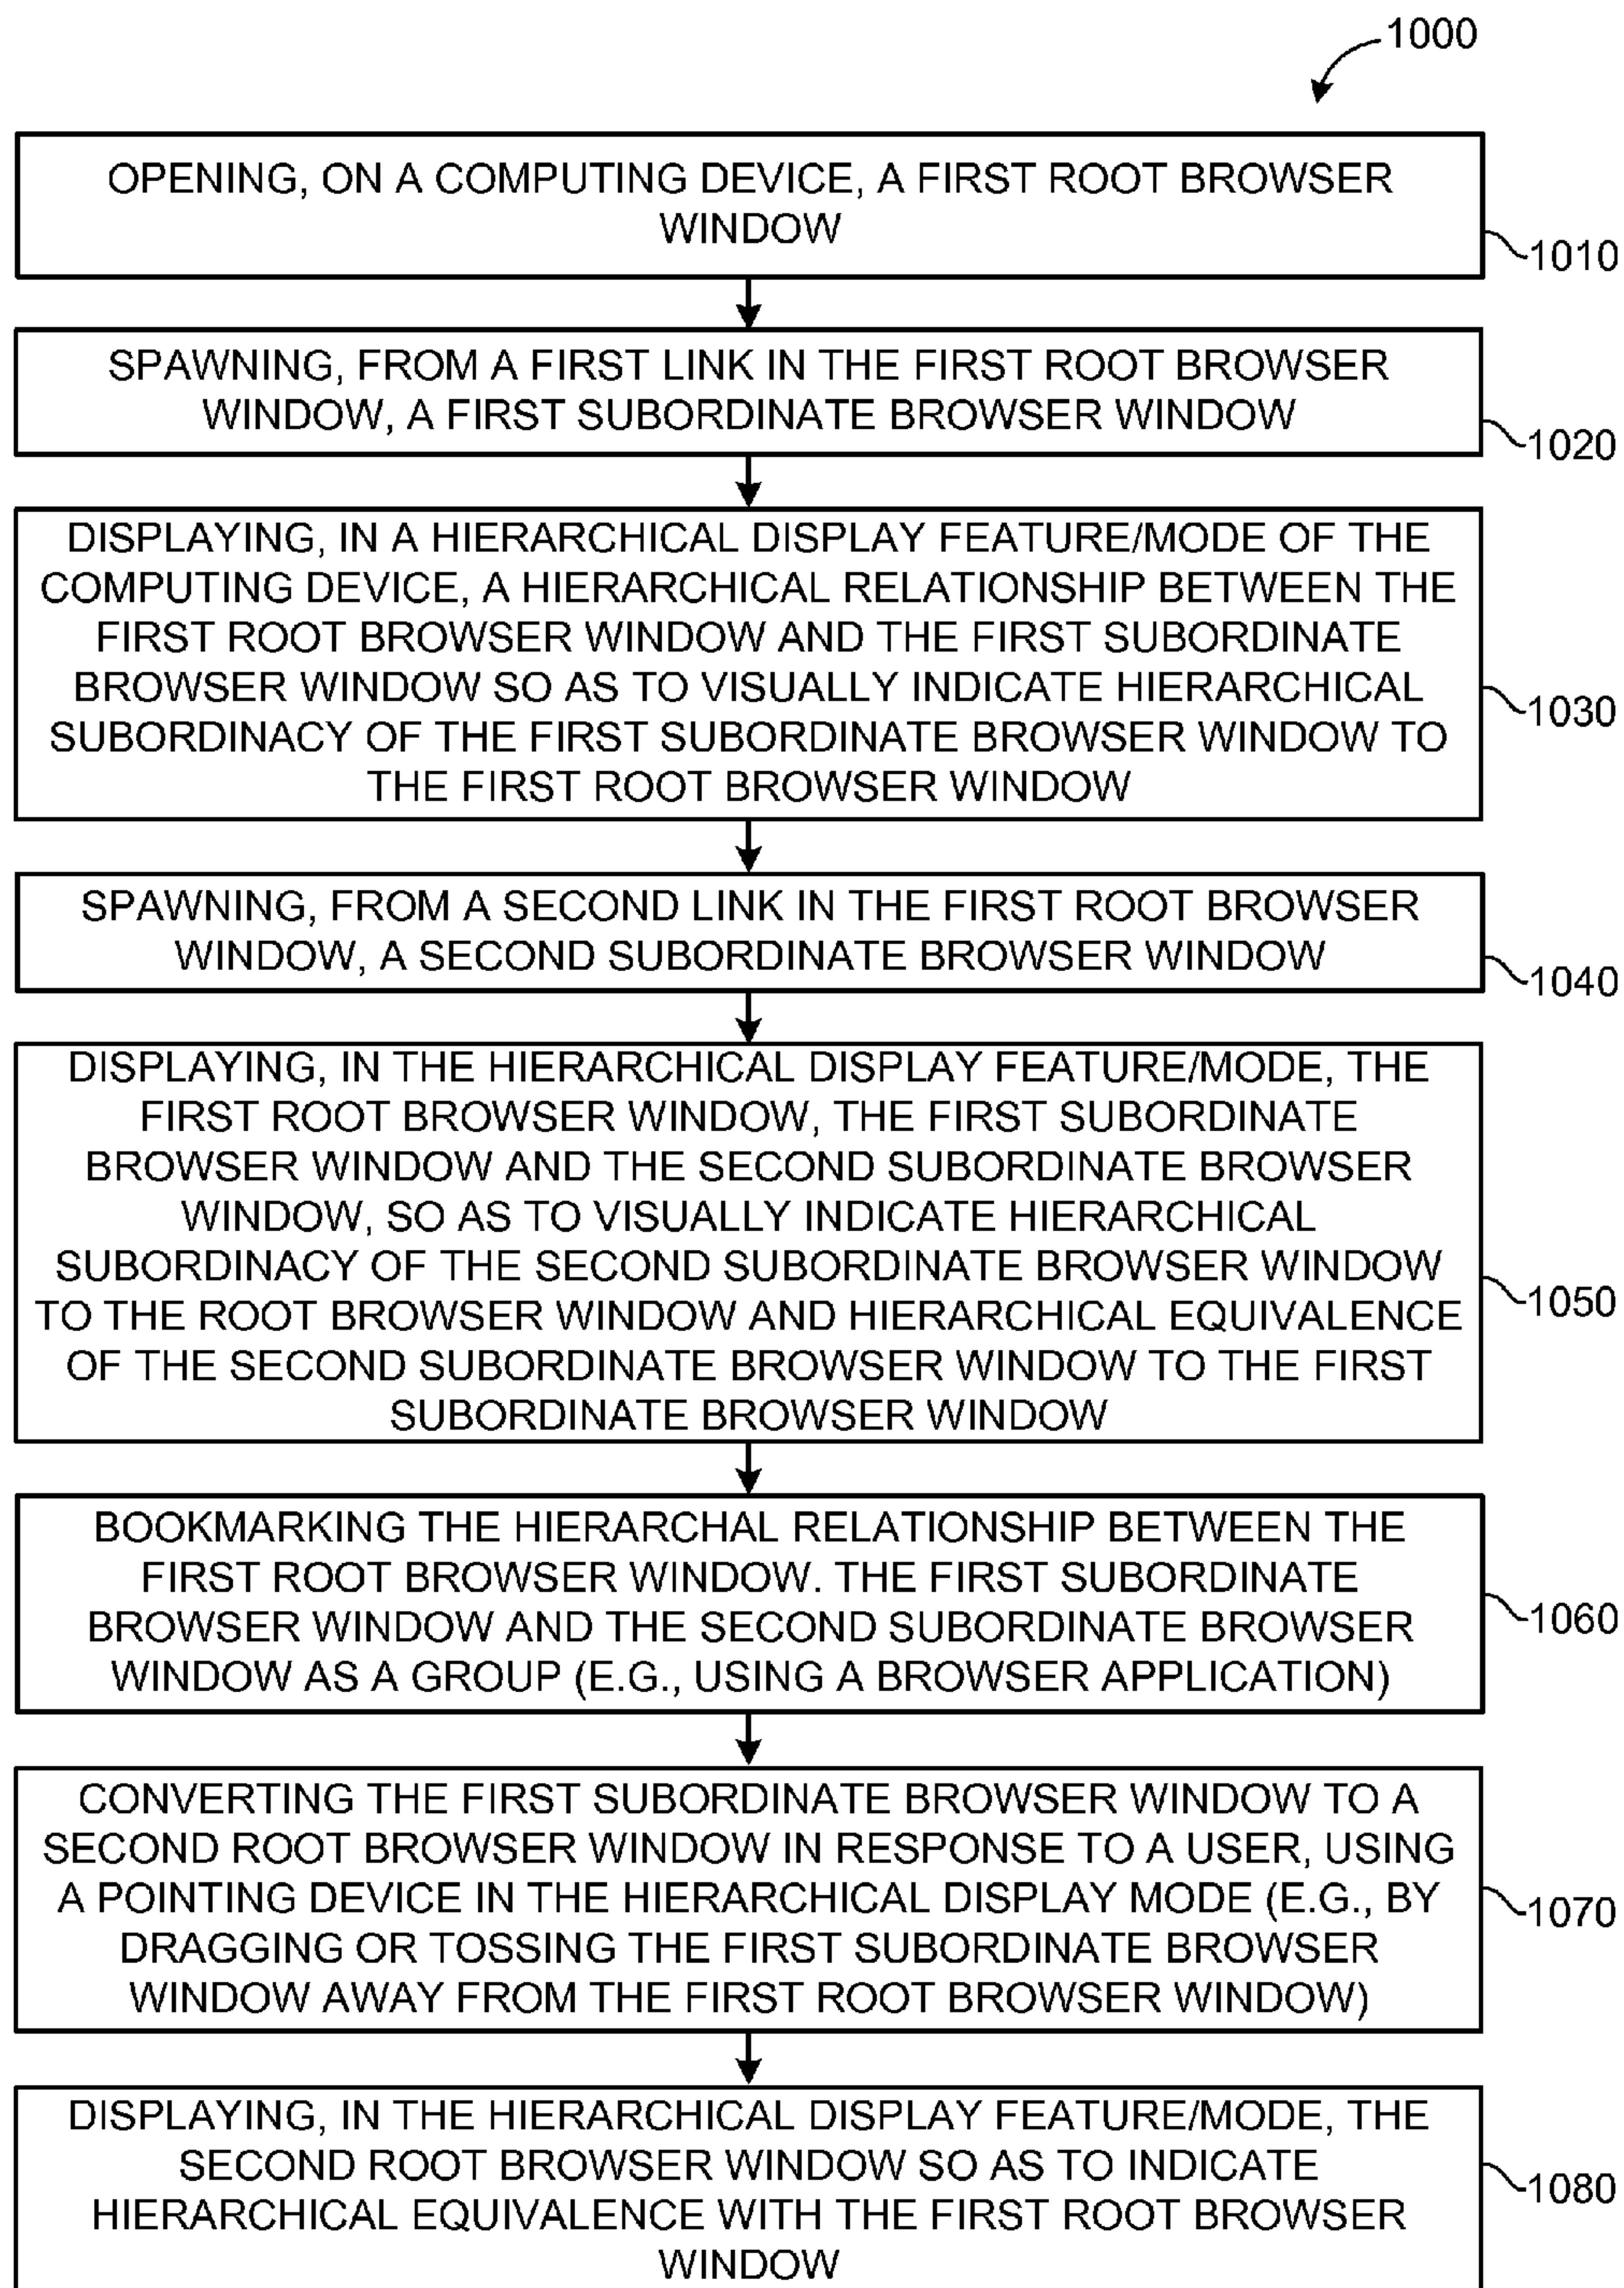 1000
OPENING, ON A COMPUTING DEVICE, A FIRST ROOT BROWSER
WINDOW
1010
SPAWNING, FROM A FIRST LINK IN THE FIRST ROOT BROWSER
WINDOW, A FIRST SUBORDINATE BROWSER WINDOW
1020
DISPLAYING, IN A HIERARCHICAL DISPLAY FEATURE/MODE OF THE
COMPUTING DEVICE, A HIERARCHICAL RELATIONSHIP BETWEEN THE
FIRST ROOT BROWSER WINDOW AND THE FIRST SUBORDINATE
BROWSER WINDOW SO AS TO VISUALLY INDICATE HIERARCHICAL
SUBORDINACY OF THE FIRST SUBORDINATE BROWSER WINDOW TO
THE FIRST ROOT BROWSER WINDOW
1030
SPAWNING, FROM A SECOND LINK IN THE FIRST ROOT BROWSER
WINDOW, A SECOND SUBORDINATE BROWSER WINDOW
1040
DISPLAYING, IN THE HIERARCHICAL DISPLAY FEATURE/MODE, THE
FIRST ROOT BROWSER WINDOW, THE FIRST SUBORDINATE
BROWSER WINDOW AND THE SECOND SUBORDINATE BROWSER
WINDOW, SO AS TO VISUALLY INDICATE HIERARCHICAL
SUBORDINACY OF THE SECOND SUBORDINATE BROWSER WINDOW
TO THE ROOT BROWSER WINDOW AND HIERARCHICAL EQUIVALENCE
OF THE SECOND SUBORDINATE BROWSER WINDOW TO THE FIRST
SUBORDINATE BROWSER WINDOW
1050
BOOKMARKING THE HIERARCHAL RELATIONSHIP BETWEEN THE
FIRST ROOT BROWSER WINDOW. THE FIRST SUBORDINATE
BROWSER WINDOW AND THE SECOND SUBORDINATE BROWSER
WINDOW AS A GROUP (E.G., USING A BROWSER APPLICATION)
1060
CONVERTING THE FIRST SUBORDINATE BROWSER WINDOW TO A
SECOND ROOT BROWSER WINDOW IN RESPONSE TO A USER, USING
A POINTING DEVICE IN THE HIERARCHICAL DISPLAY MODE (E.G., BY
DRAGGING OR TOSSING THE FIRST SUBORDINATE BROWSER
WINDOW AWAY FROM THE FIRST ROOT BROWSER WINDOW)
1070
DISPLAYING, IN THE HIERARCHICAL DISPLAY FEATURE/MODE, THE
SECOND ROOT BROWSER WINDOW SO AS TO INDICATE
HIERARCHICAL EQUIVALENCE WITH THE FIRST ROOT BROWSER
WINDOW
1080